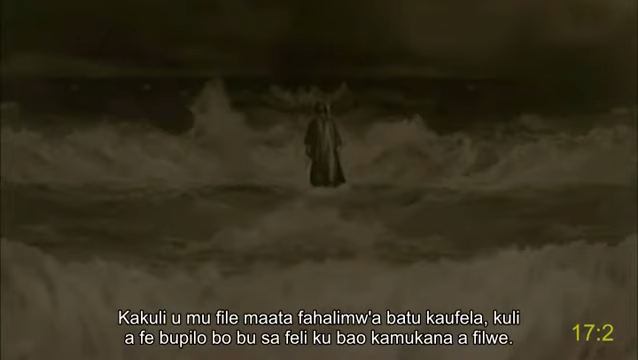 Kakuli u mu file maata fahalimw'a batu kaufela, kuli
a fe bupilo bo bu sa feli ku bao kamukana a filwe.
17:2